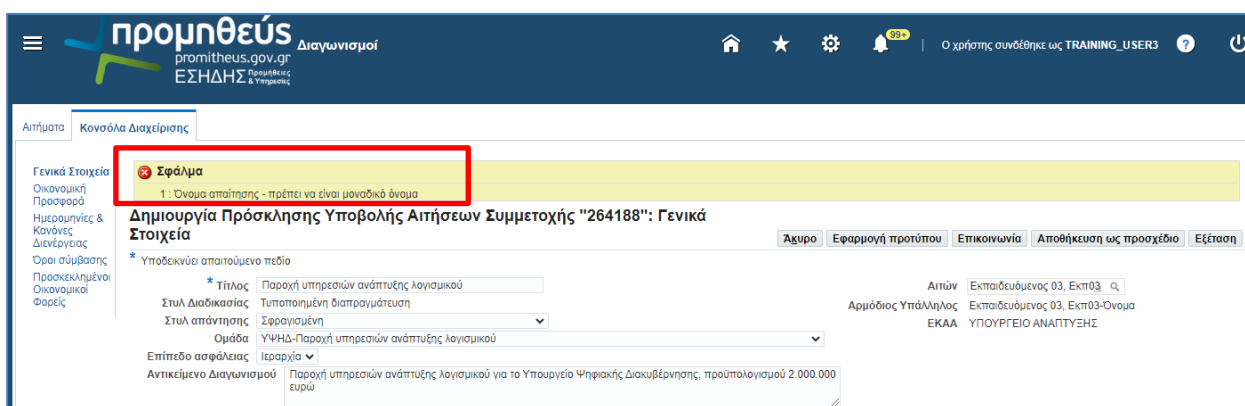 προμηθεύς
Διαγωνισμοί
promitheus.gov.gr
ΕΣΗΔΗΣ Προμήθειες & Υπηρεσίες
99+
Ο χρήστης συνδέθηκε ως TRAINING_USER3
Αιτήματα
Κονσόλα Διαχείρισης
Γενικά Στοιχεία
Οικονομική
Προσφορά
Ημερομηνίες &
Κανόνες
Διενέργειας
Όροι σύμβασης
Προσκεκλημένοι
Οικονομικοί
Φορείς
Σφάλμα
1 : Όνομα απαίτησης - πρέπει να είναι μοναδικό όνομα
Δημιουργία Πρόσκλησης Υποβολής Αιτήσεων Συμμετοχής "264188": Γενικά
Στοιχεία
Άκυρο Εφαρμογή προτύπου Επικοινωνία Αποθήκευση ως προσχέδιο Εξέταση
* Υποδεικνύει απαιτούμενο πεδίο
* Τίτλος Παροχή υπηρεσιών ανάπτυξης λογισμικού
Στυλ Διαδικασίας Τυποποιημένη διαπραγμάτευση
Στυλ απάντησης Σφραγισμένη
Ομάδα ΥΨΗΔ-Παροχή υπηρεσιών ανάπτυξης λογισμικού
Επίπεδο ασφάλειας Ιεραρχία
Αντικείμενο Διαγωνισμού Παροχή υπηρεσιών ανάπτυξης λογισμικού για το Υπουργείο Ψηφιακής Διακυβέρνησης, προϋπολογισμού 2.000.000
ευρώ
Αιτών Εκπαιδευόμενος 03, Εκπ03
Αρμόδιος Υπάλληλος Εκπαιδευόμενος 03, Εκπ03-Όνομα
ΕΚΑΑ ΥΠΟΥΡΓΕΙΟ ΑΝΑΠΤΥΞΗΣ